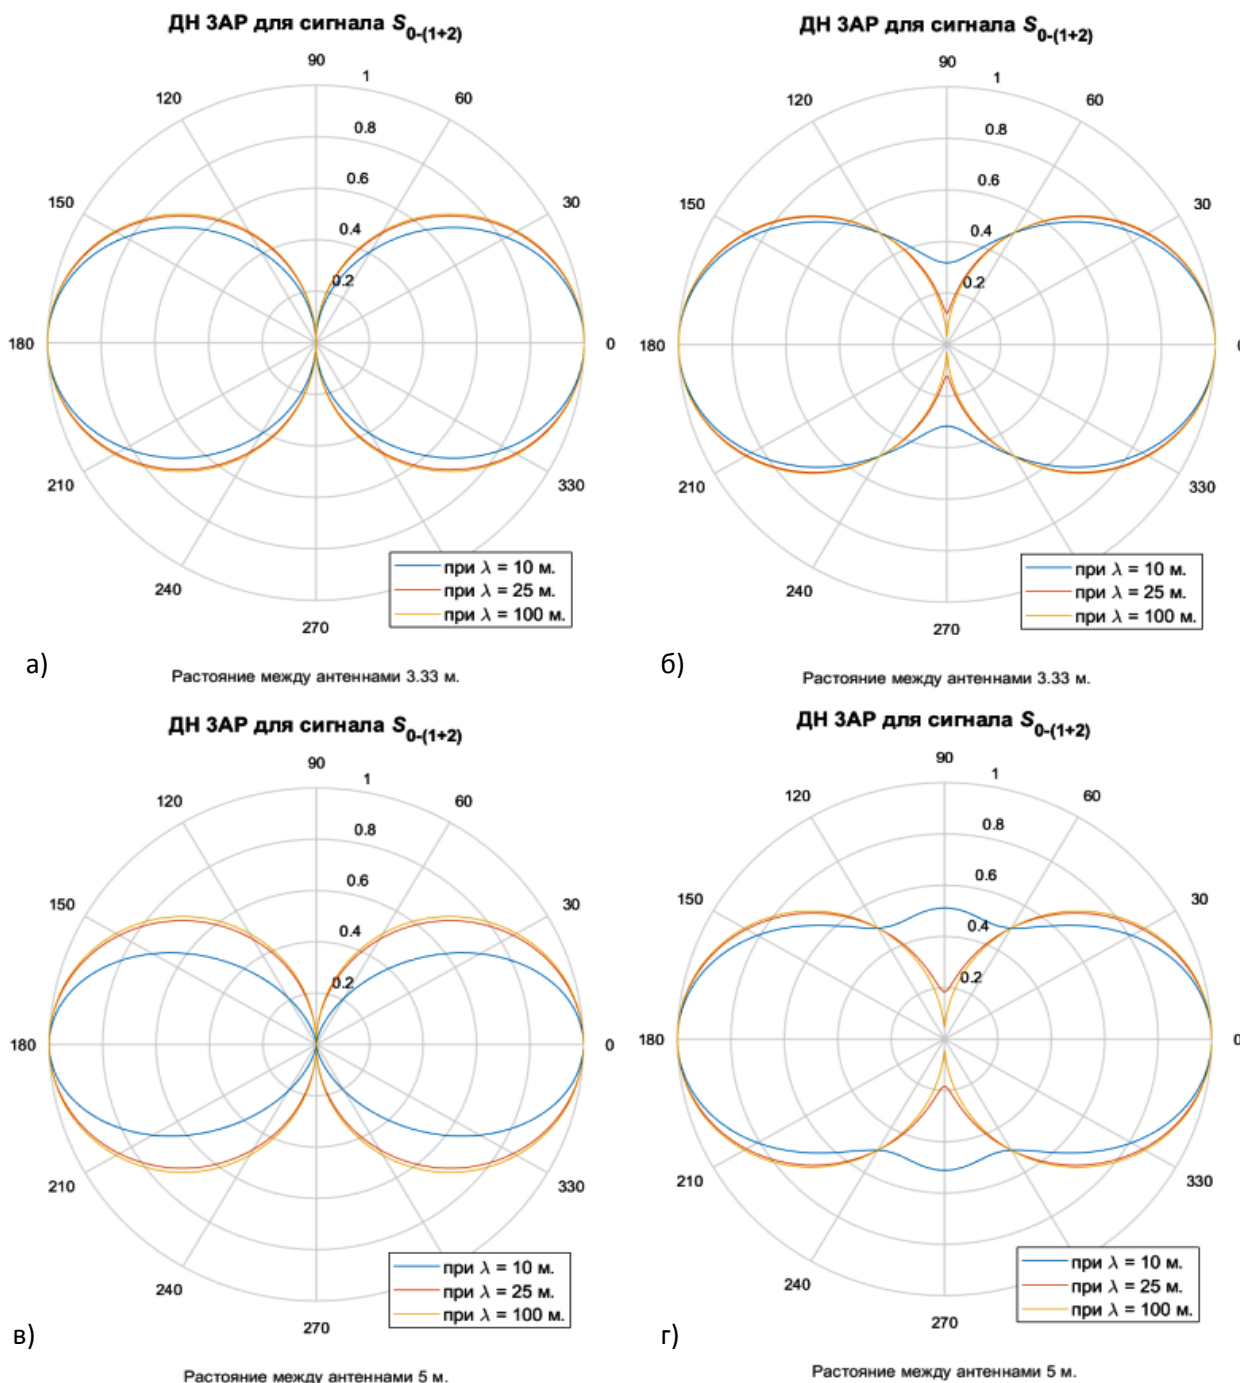 ДН ЗАР для сигнала S0-(1+2)
90
1
120
60
0.8
0.6
150
30
0.4
0.2
180
0
210
330
240
270
при λ = 10 м.
при λ = 25 м.
при λ = 100 м.
а)
Растояние между антеннами 3.33 м.
ДН ЗАР для сигнала S0-(1+2)
90
1
120
60
0.8
0.6
150
30
0.4
0.2
180
0
210
330
240
270
при λ = 10 м.
при λ = 25 м.
при λ = 100 м.
б)
Растояние между антеннами 3.33 м.
ДН ЗАР для сигнала S0-(1+2)
90
1
120
60
0.8
0.6
150
30
0.4
0.2
180
0
210
330
240
270
при λ = 10 м.
при λ = 25 м.
при λ = 100 м.
в)
Растояние между антеннами 5 м.
ДН ЗАР для сигнала S0-(1+2)
90
1
120
60
0.8
0.6
150
30
0.4
0.2
180
0
210
330
240
270
при λ = 10 м.
при λ = 25 м.
при λ = 100 м.
г)
Растояние между антеннами 5 м.